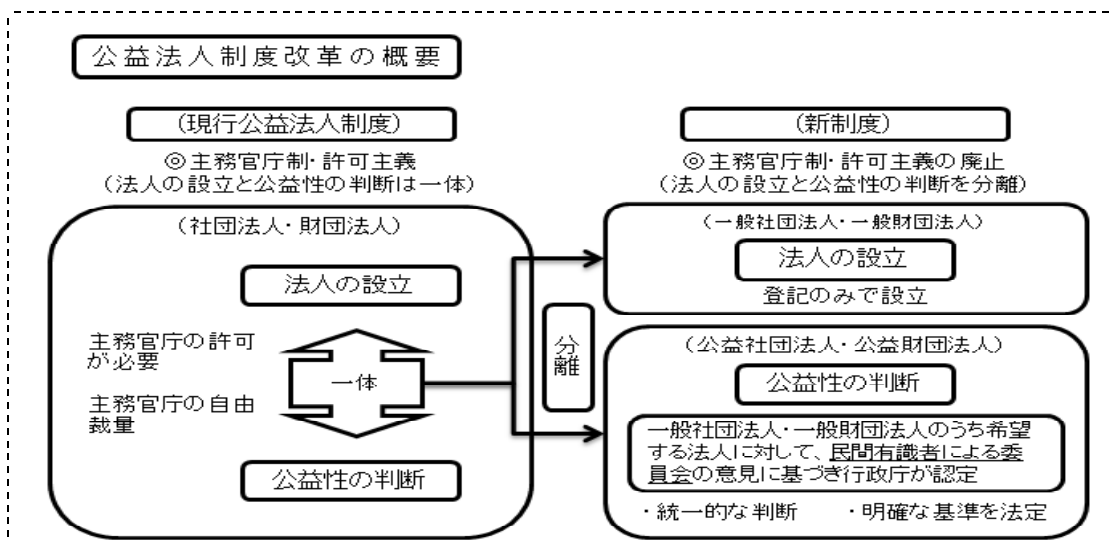 公益法人制度改革の概要
(現行公益法人制度)
◎主務官庁制・許可主義
(法人の設立と公益性の判断は一体)
(社団法人・財団法人)
法人の設立
主務官庁の許可
が必要
一体
主務官庁の自由
裁量
公益性の判断
分離
(新制度)
◎主務官庁制・許可主義の廃止
(法人の設立と公益性の判断を分離)
(一般社団法人・一般財団法人)
法人の設立
登記のみで設立
(公益社団法人・公益財団法人)
公益性の判断
一般社団法人・一般財団法人のうち希望
する法人に対して、民間有識者による委
員会の意見に基づき行政庁が認定
・統一的な判断 ・明確な基準を法定